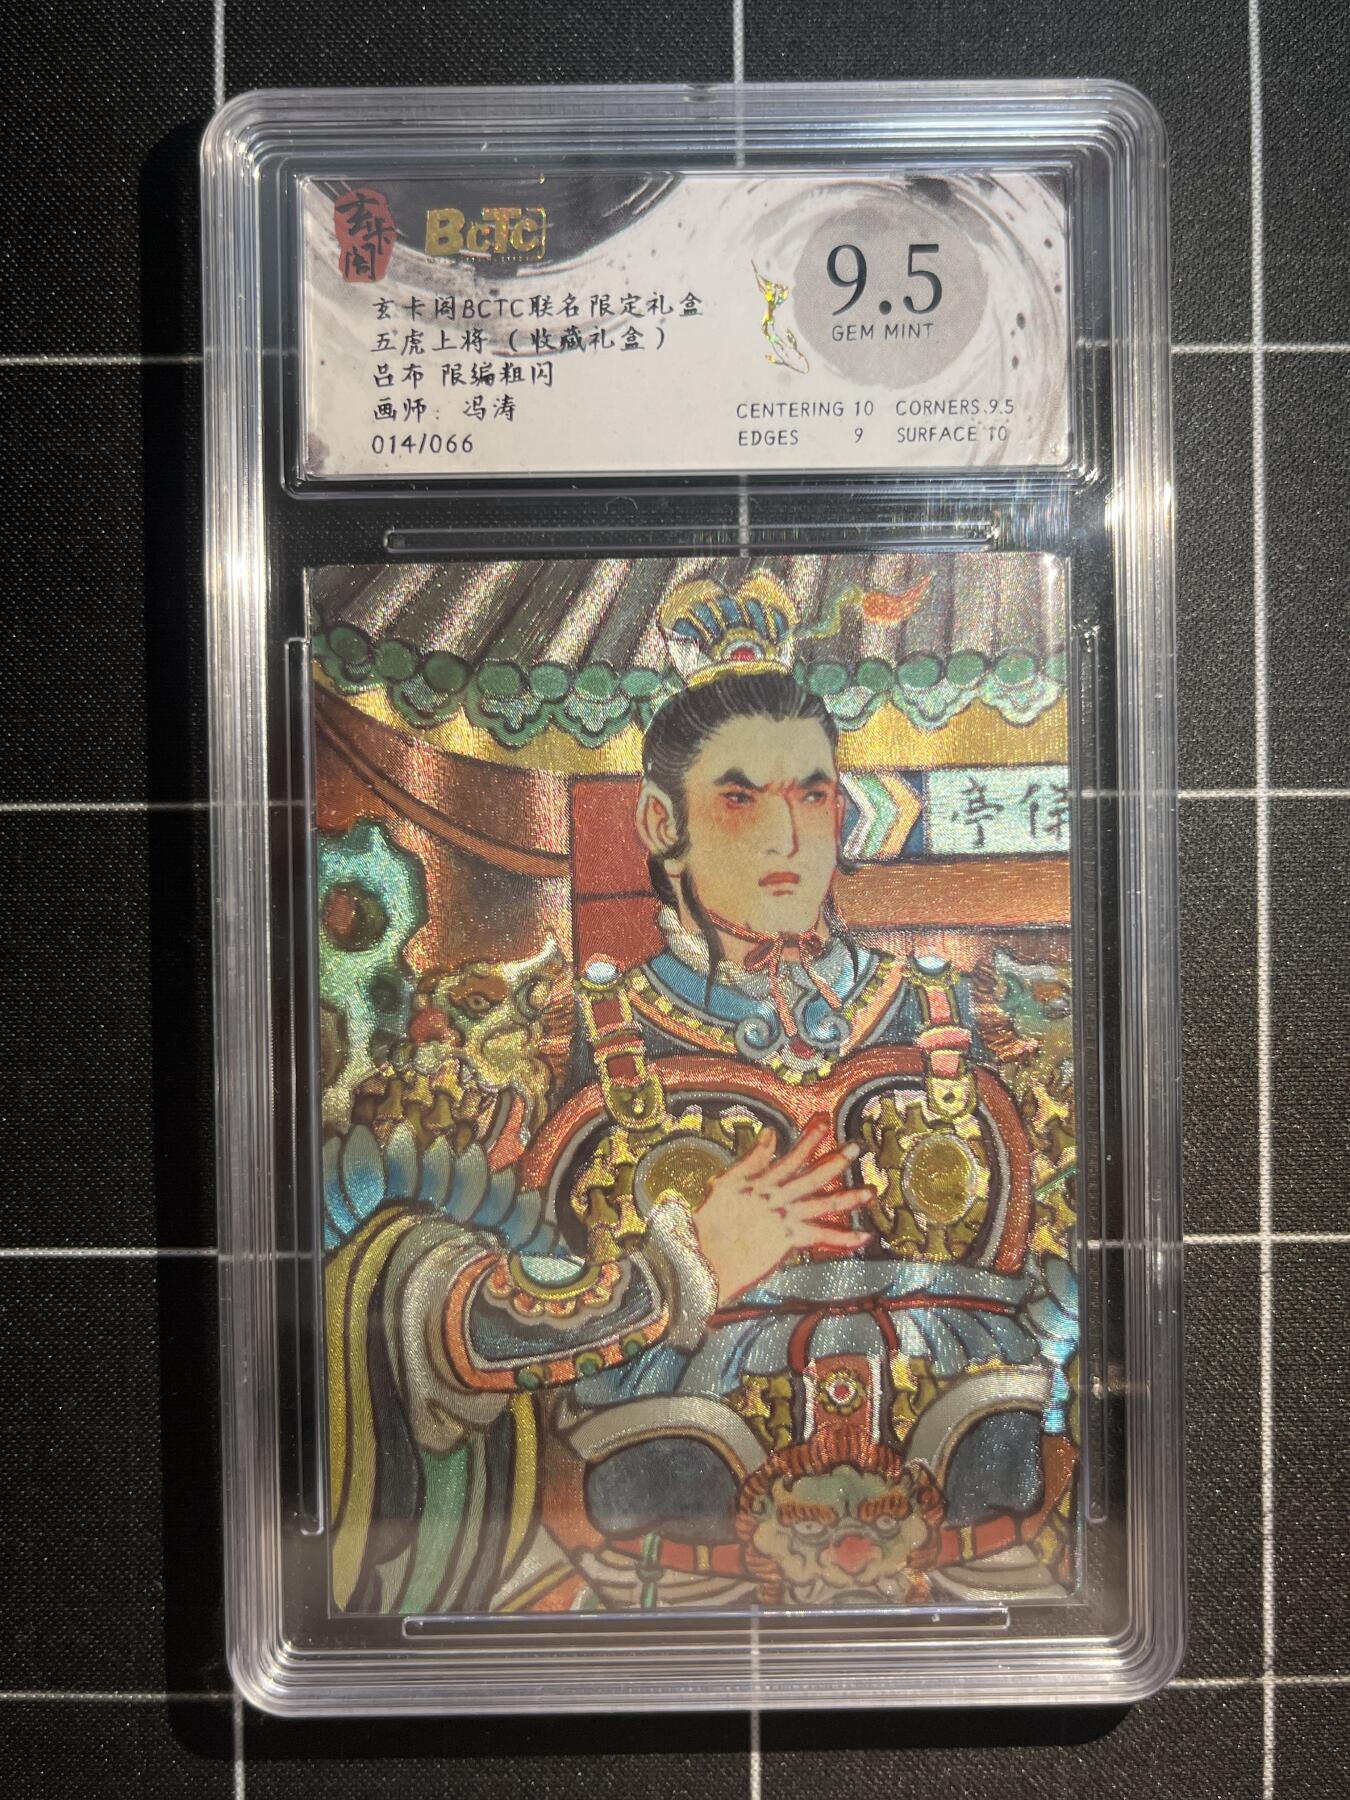 玄卡阁
BCTC
玄卡阁BCTC联名限定礼盒
五虎上将（收藏礼盒）
吕布 限编粗闪
画师：冯涛
014/066
9.5
GEM MINT
CENTERING 10 CORNERS 9.5
EDGES 9 SURFACE 10
亭